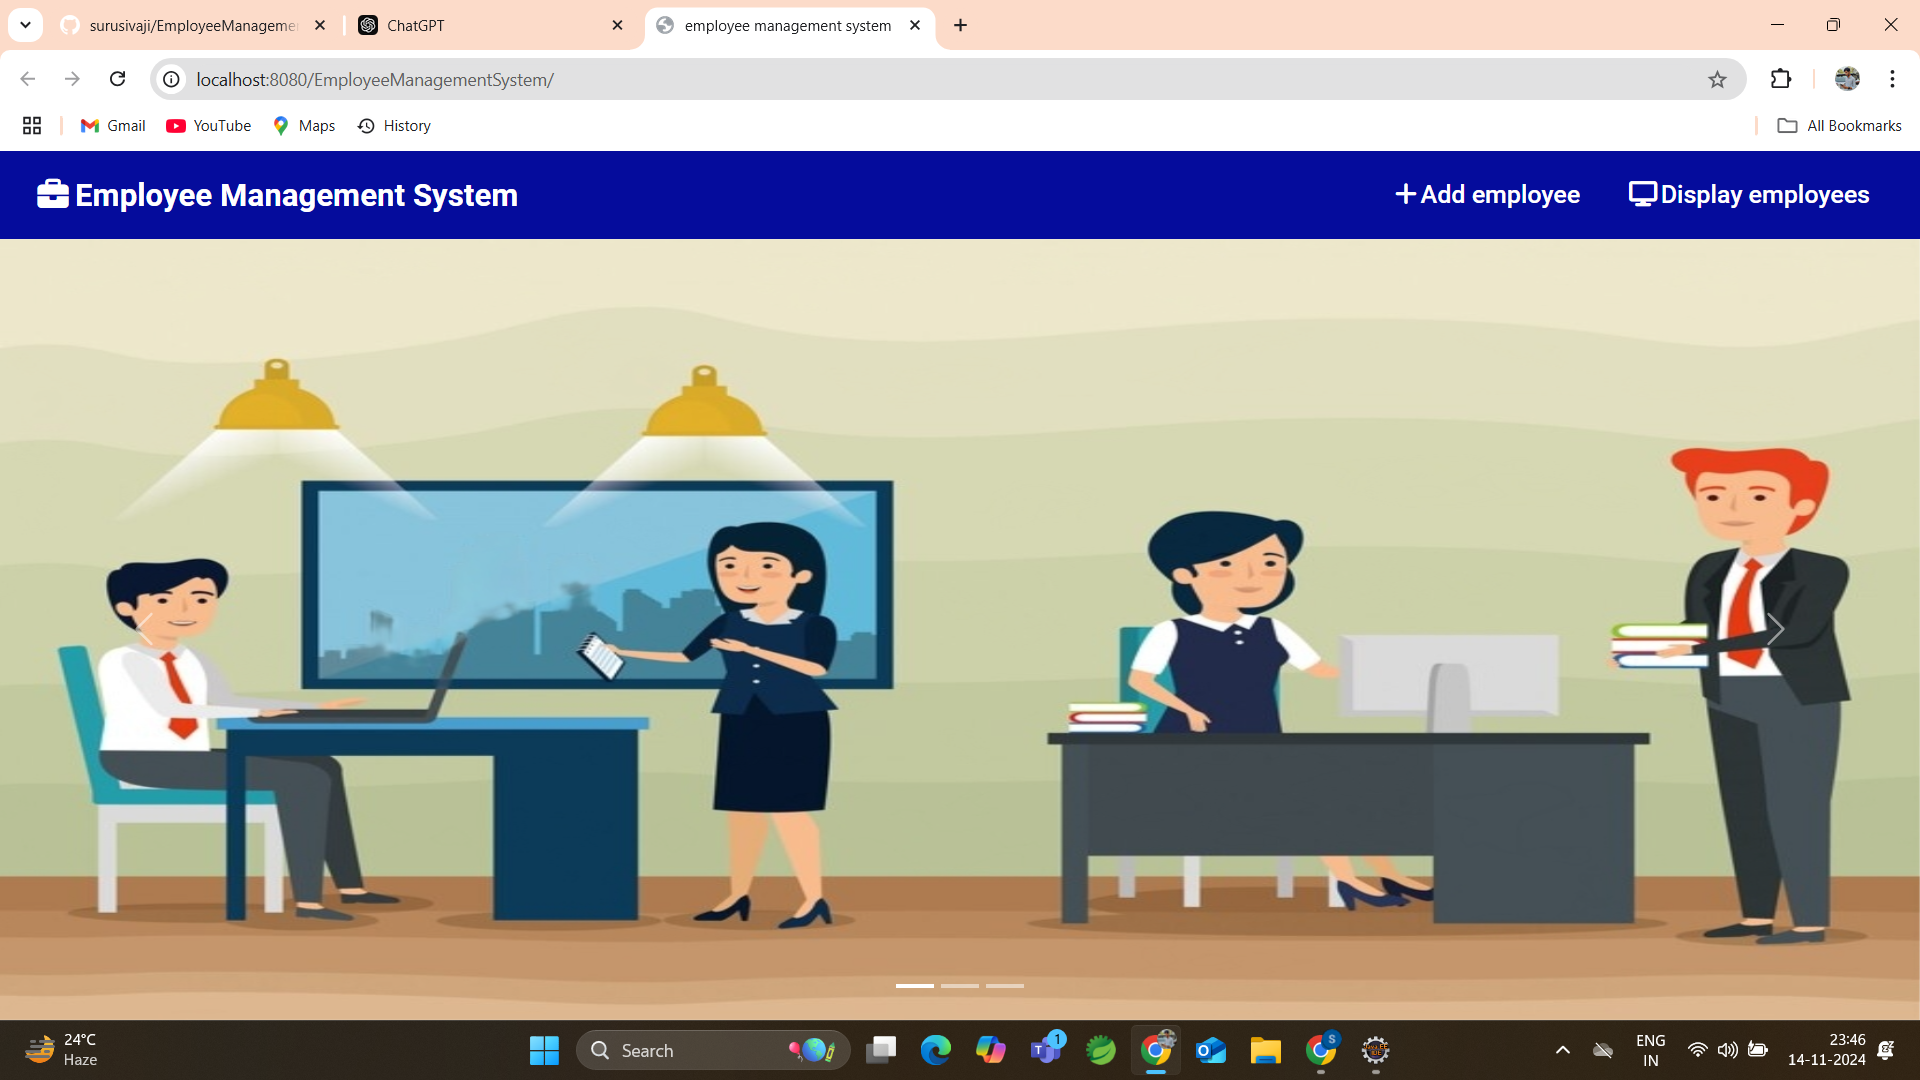 surusivaji/EmployeeManageme
ChatGPT
employee management system
localhost:8080/EmployeeManagementSystem/
Gmail
YouTube
Maps
History
All Bookmarks
Employee Management System
Add employee
Display employees
24°C
Haze
Search
1
S
ENG
IN
23:46
14-11-2024